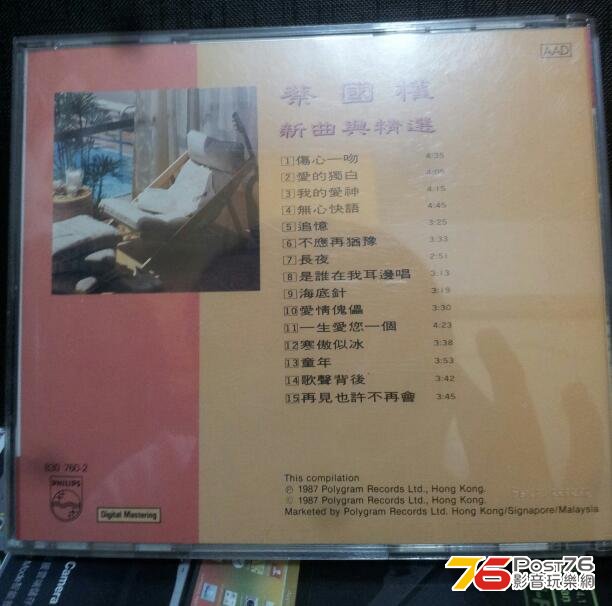 AAD
蔡國權
新曲與精選
1 傷心一吻 4:35
2 愛的獨白 4:05
3 我的愛神 4:15
4 無心快語 4:45
5 追憶 3:25
6 不應再猶豫 3:33
7 長夜 2:51
8 是誰在我耳邊唱 3:13
9 海底針 3:19
10 愛情傀儡 3:30
11 一生愛您一個 4:23
12 寒傲似冰 3:38
13 童年 3:53
14 歌聲背後 3:42
15 再見也許不再會 3:45
830 760-2
PHILIPS
Digital Mastering
This compilation
℗ 1987 Polygram Records Ltd., Hong Kong.
© 1987 Polygram Records Ltd., Hong Kong.
Marketed by Polygram Records Ltd. Hong Kong/Signapore/Malaysia
Camera
76 Post76
影音玩樂網